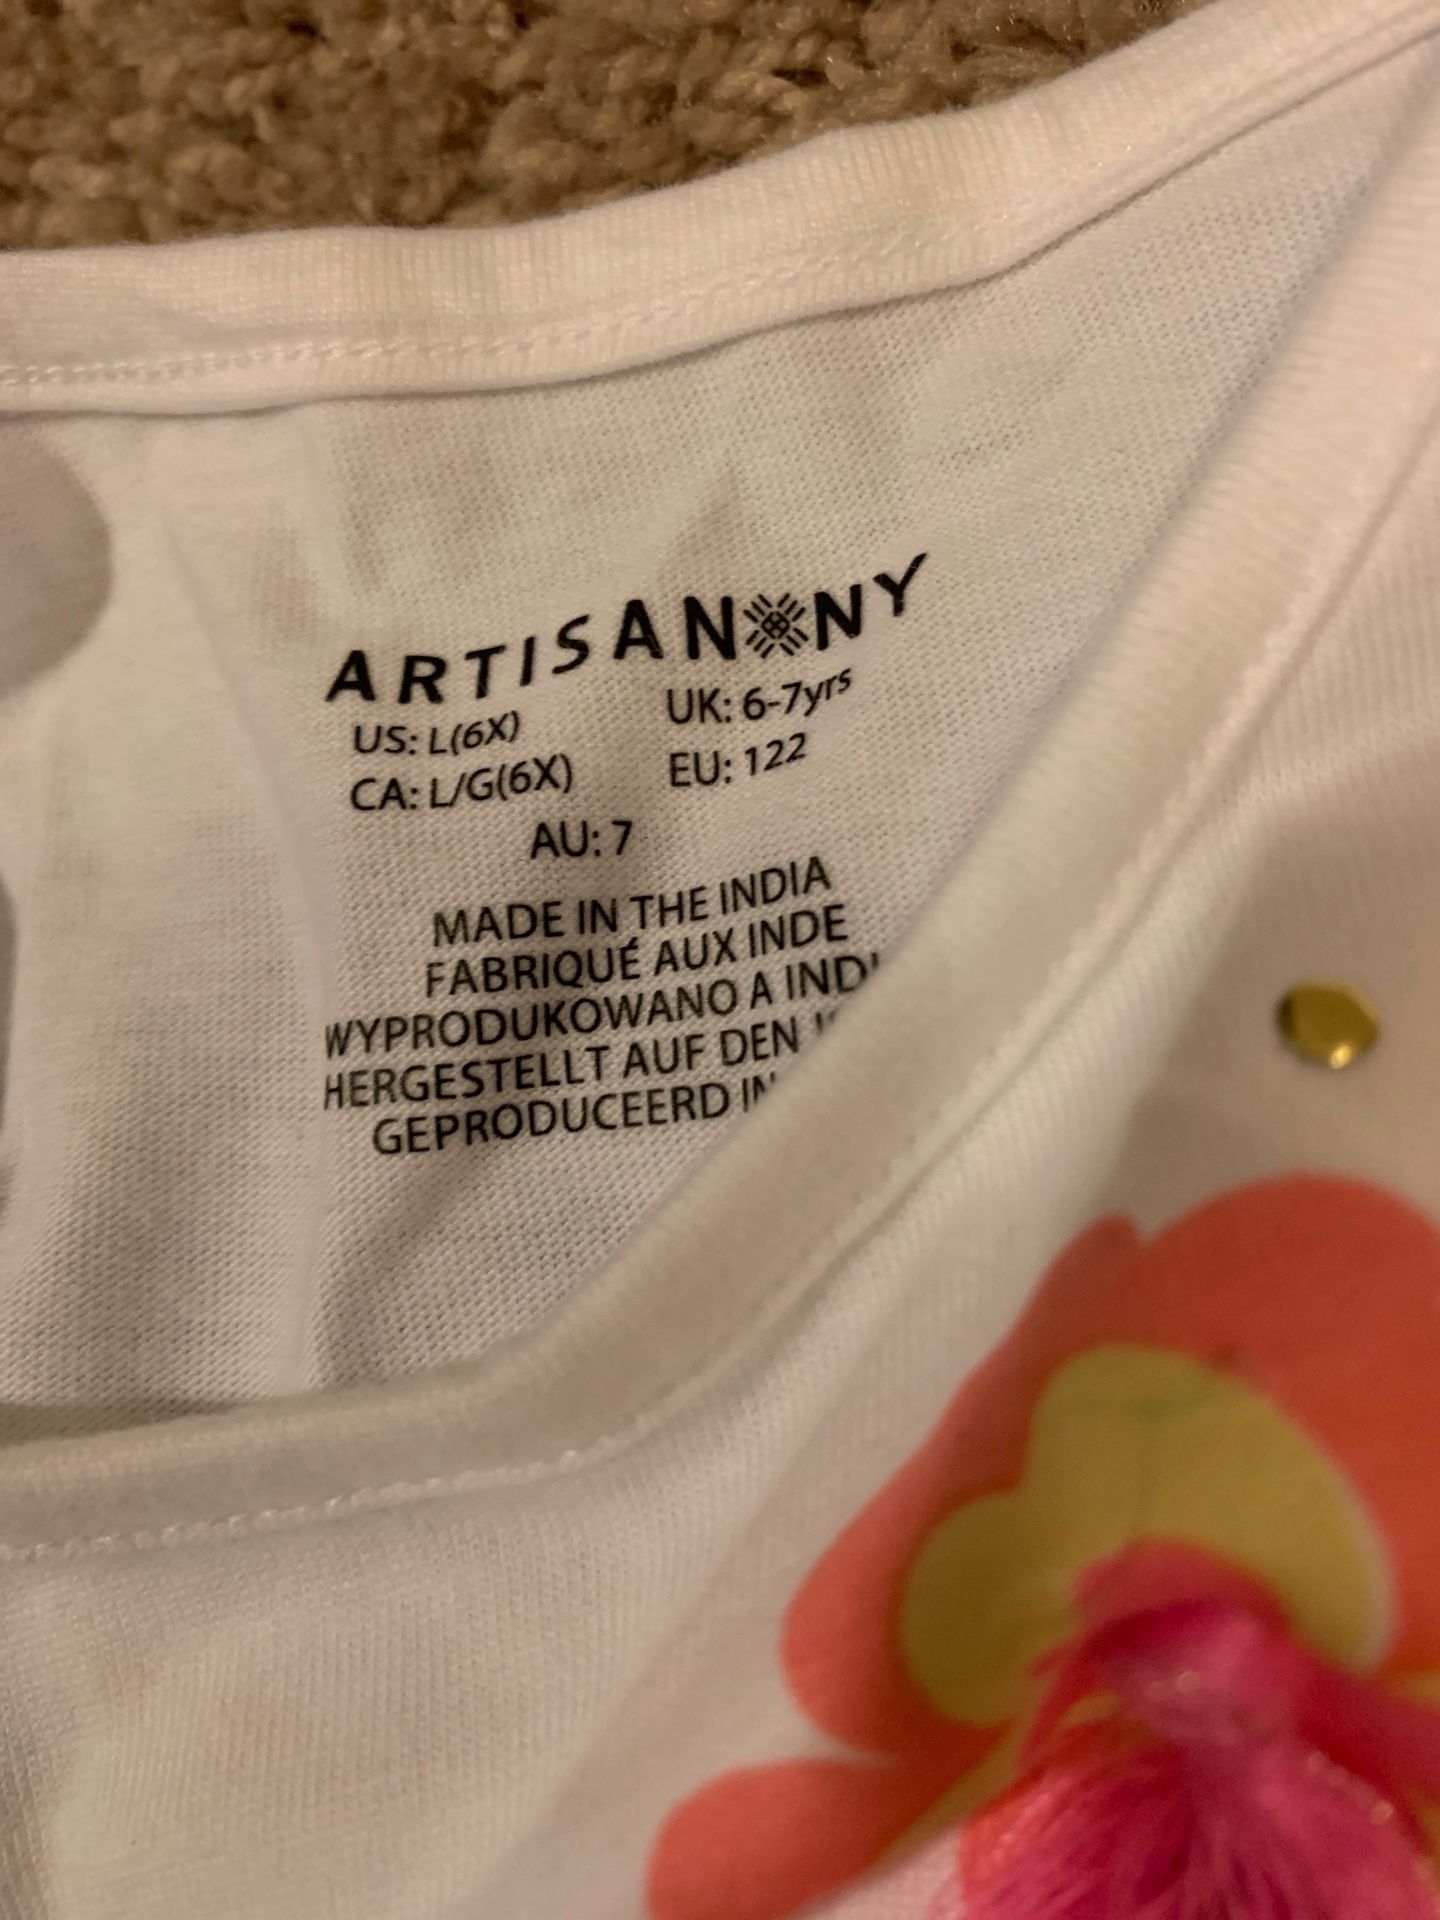 ARTISAN NY
US: L(6X) UK: 6-7yrs
CA: L/G(6X) EU: 122
AU: 7
MADE IN THE INDIA
FABRIQUÉ AUX INDE
WYPRODUKOWANO A
HERGESTELLT AUF DEN
GEPRODUCEERD IN